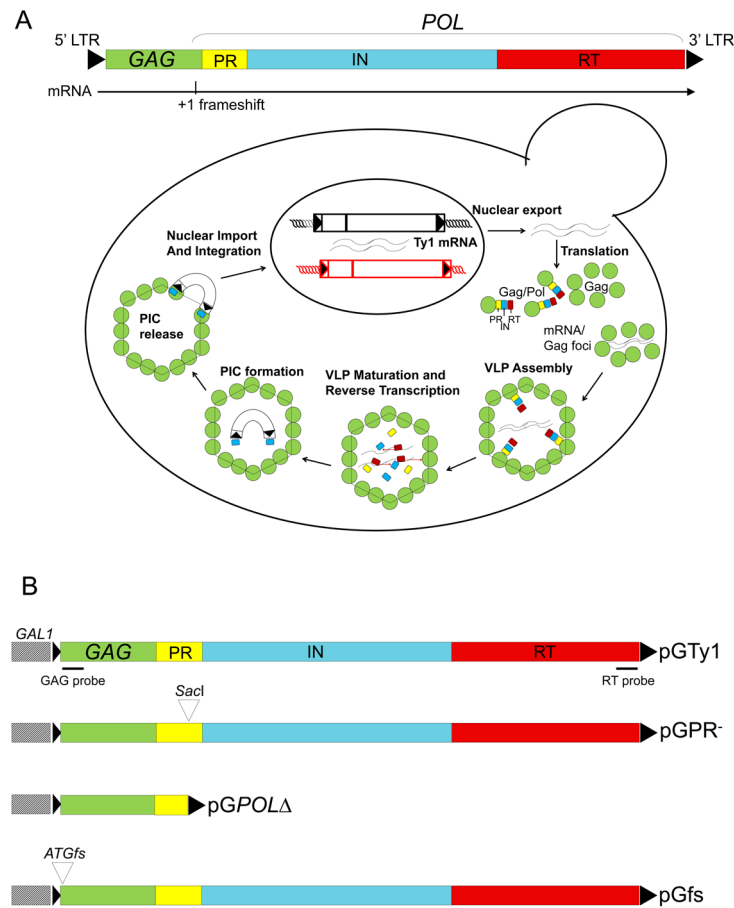 A
POL
5' LTR
3' LTR
GAG
PR
IN
RT
mRNA
+1 frameshift
Nuclear export
Nuclear Import
And Integration
Ty1 mRNA
Translation
Gag/Pol
Gag
PR
IN
RT
PIC
release
mRNA/
Gag foci
PIC formation
VLP Maturation and
Reverse Transcription
VLP Assembly
B
GAL1
GAG
PR
IN
RT
pGTy1
GAG probe
RT probe
SacI
pGPR-
pGPOLΔ
ATGfs
pGfs